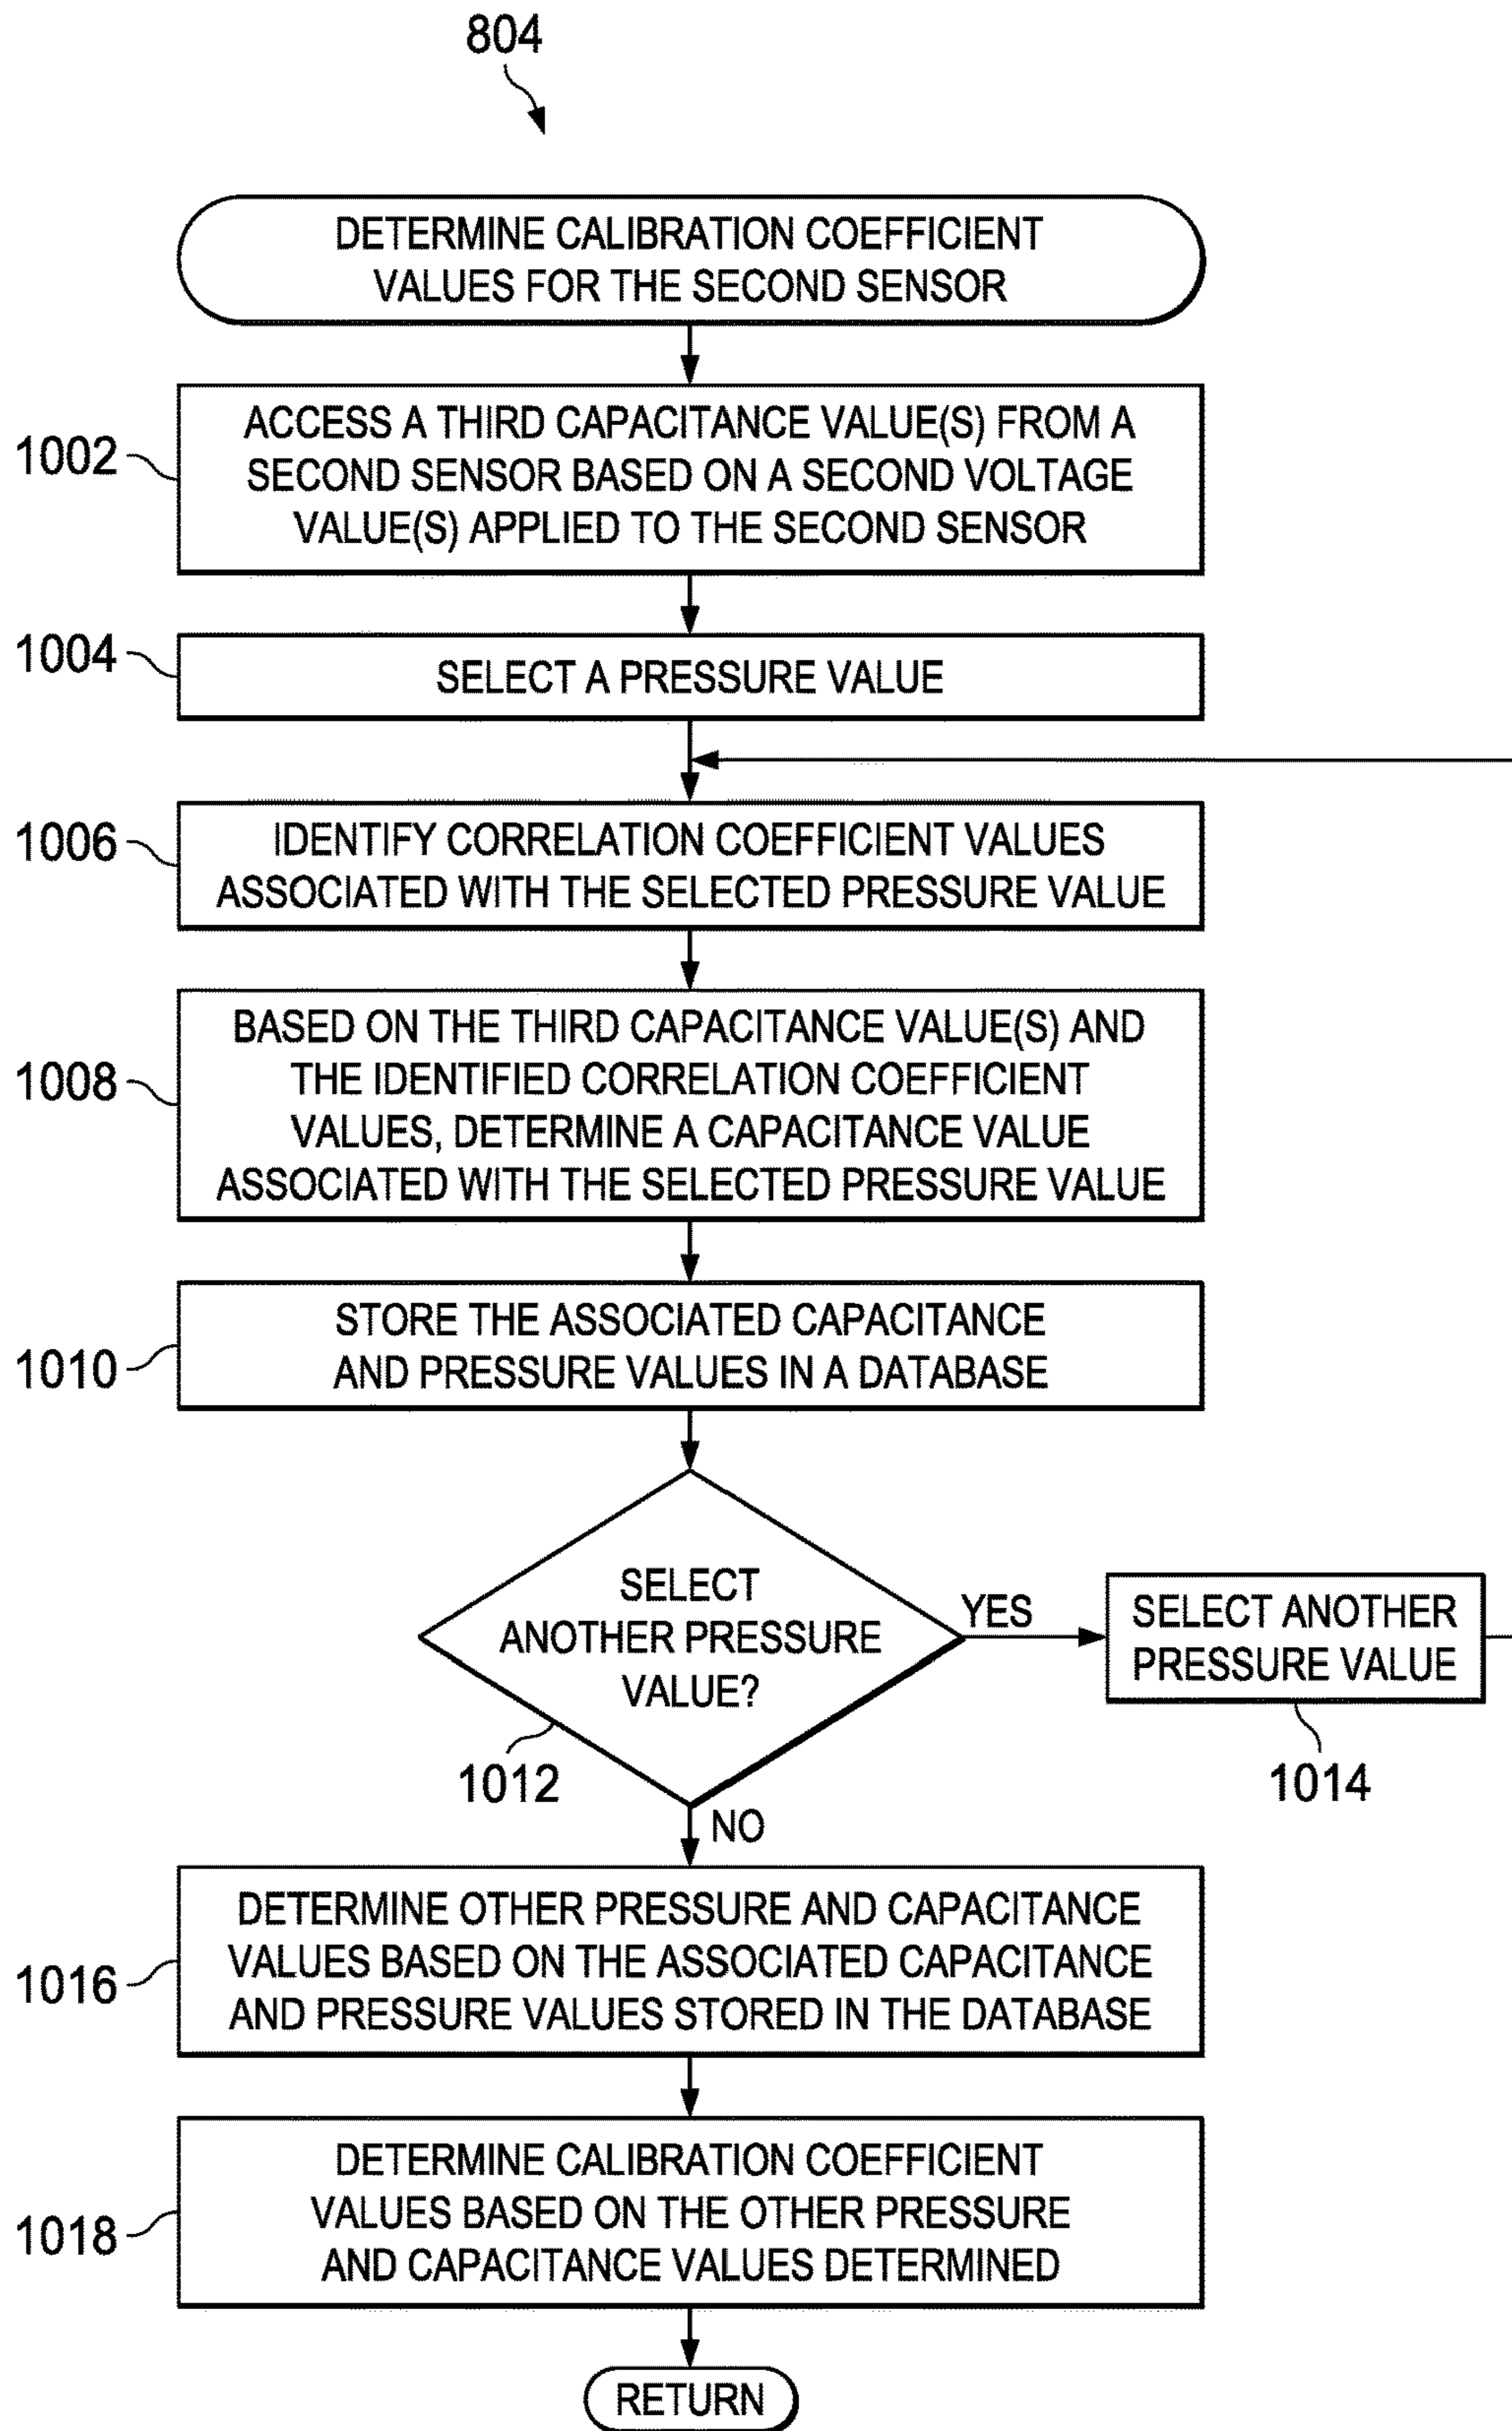 804
DETERMINE CALIBRATION COEFFICIENT
VALUES FOR THE SECOND SENSOR
1002
ACCESS A THIRD CAPACITANCE VALUE(S) FROM A
SECOND SENSOR BASED ON A SECOND VOLTAGE
VALUE(S) APPLIED TO THE SECOND SENSOR
1004
SELECT A PRESSURE VALUE
1006
IDENTIFY CORRELATION COEFFICIENT VALUES
ASSOCIATED WITH THE SELECTED PRESSURE VALUE
1008
BASED ON THE THIRD CAPACITANCE VALUE(S) AND
THE IDENTIFIED CORRELATION COEFFICIENT
VALUES, DETERMINE A CAPACITANCE VALUE
ASSOCIATED WITH THE SELECTED PRESSURE VALUE
1010
STORE THE ASSOCIATED CAPACITANCE
AND PRESSURE VALUES IN A DATABASE
SELECT
ANOTHER PRESSURE
VALUE?
1012
YES
SELECT ANOTHER
PRESSURE VALUE
1014
NO
1016
DETERMINE OTHER PRESSURE AND CAPACITANCE
VALUES BASED ON THE ASSOCIATED CAPACITANCE
AND PRESSURE VALUES STORED IN THE DATABASE
1018
DETERMINE CALIBRATION COEFFICIENT
VALUES BASED ON THE OTHER PRESSURE
AND CAPACITANCE VALUES DETERMINED
RETURN